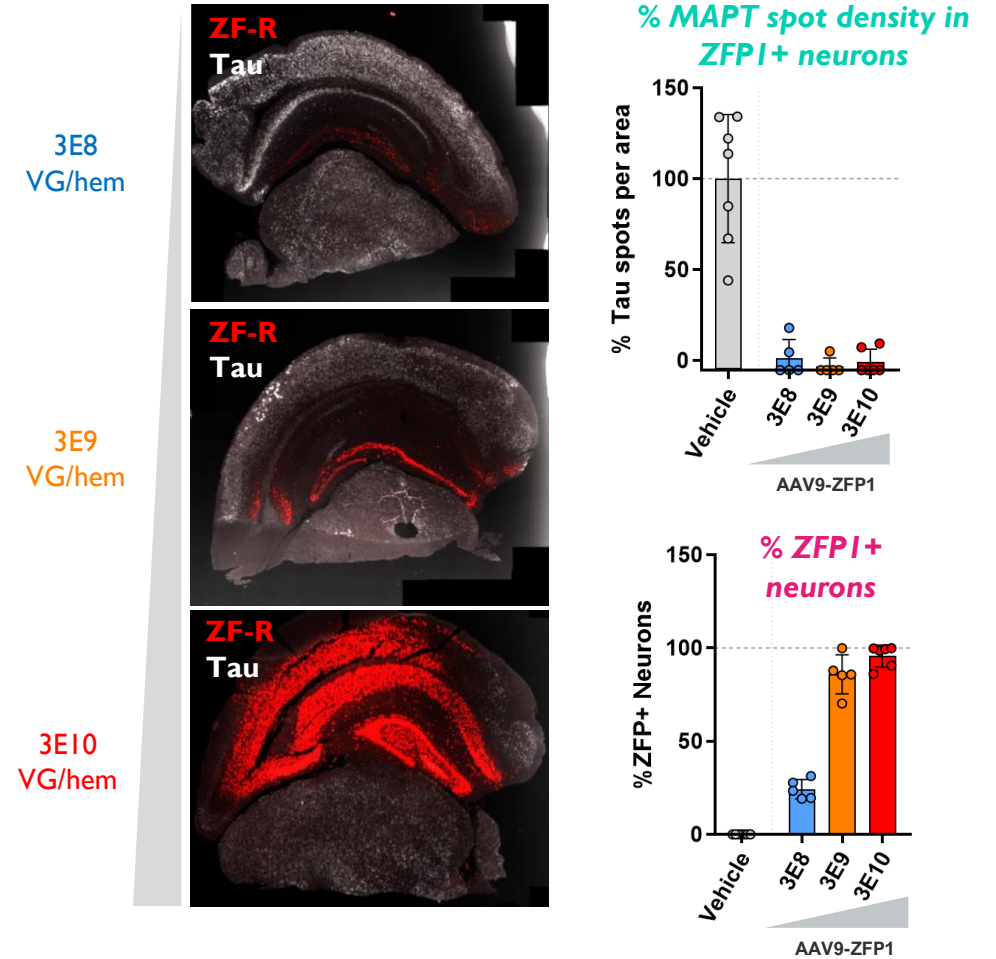 3E8
VG/hem
3E9
VG/hem
3E10
VG/hem
ZF-R
Tau
ZF-R
Tau
ZF-R
Tau
% MAPT spot density in
ZFP1+ neurons
% Tau spots per area
150
100
50
0
Vehicle
3E8
3E9
3E10
AAV9-ZFP1
% ZFP1+
neurons
%ZFP+ Neurons
150
100
50
0
Vehicle
3E8
3E9
3E10
AAV9-ZFP1